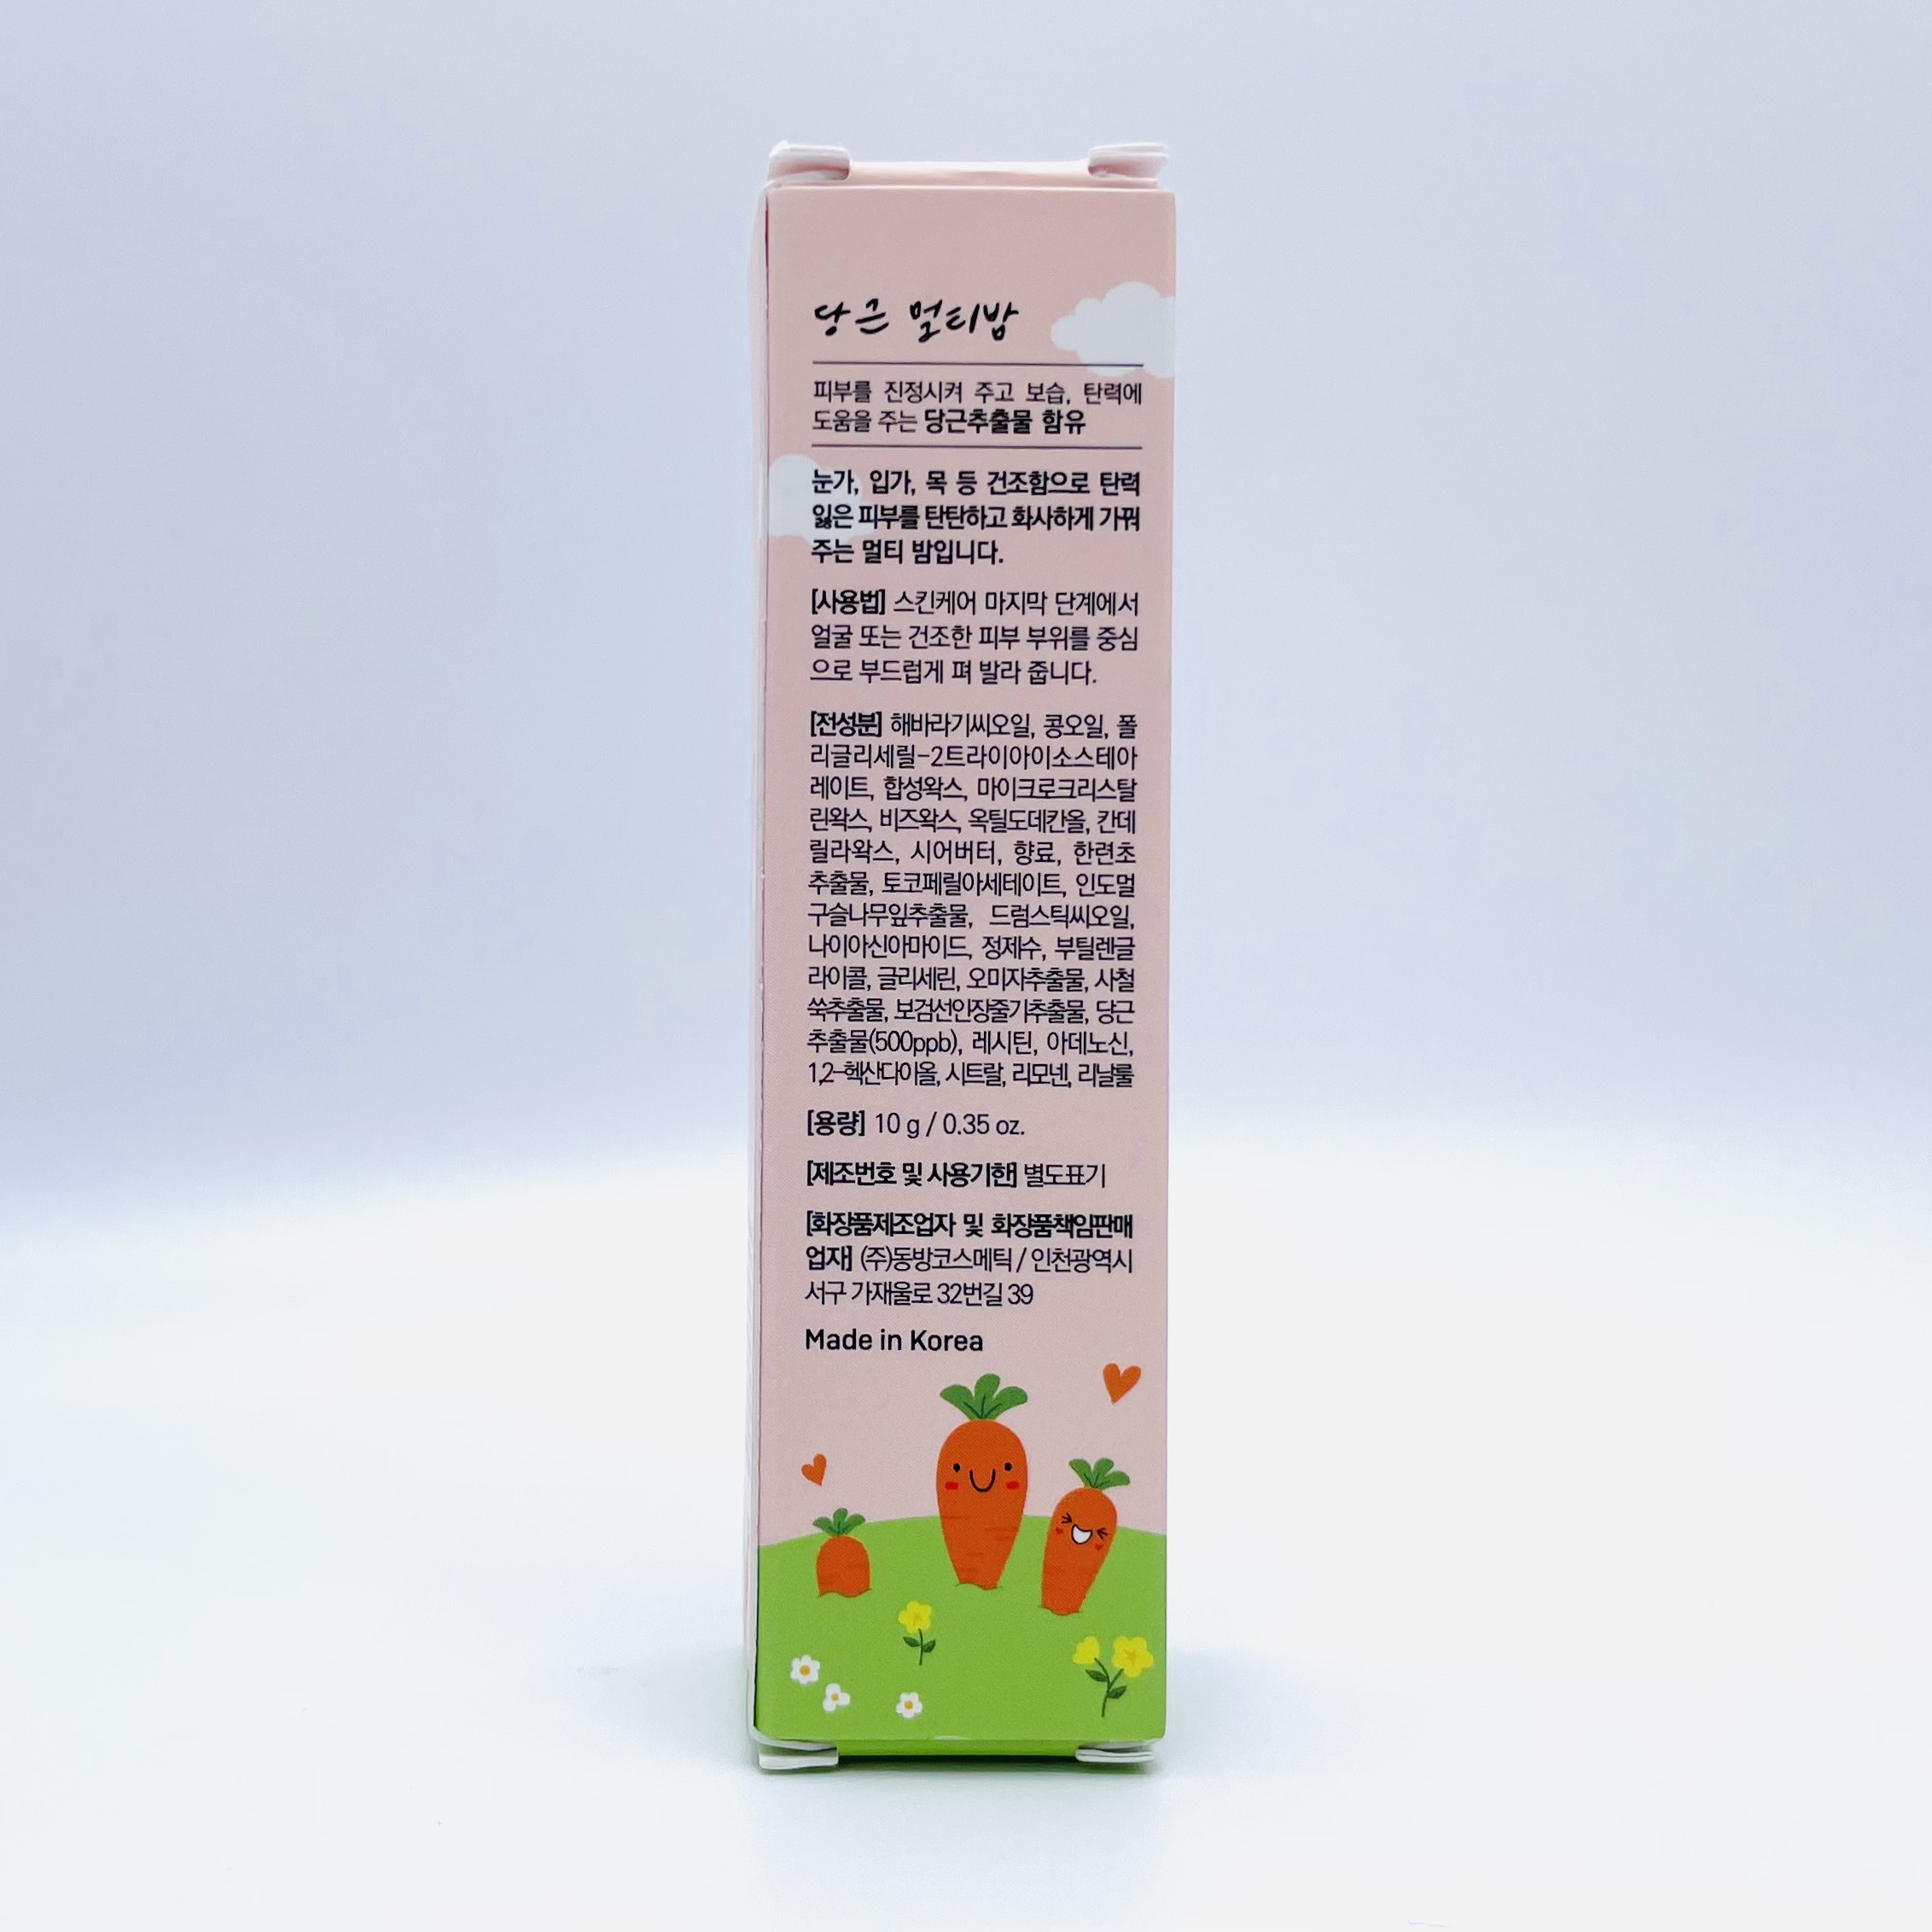 당근 멀티밤
피부를 진정시켜 주고 보습, 탄력에
도움을 주는 당근추출물 함유
눈가, 입가, 목 등 건조함으로 탄력
잃은 피부를 탄탄하고 화사하게 가꿔
주는 멀티 밤입니다.
[사용법] 스킨케어 마지막 단계에서
얼굴 또는 건조한 피부 부위를 중심
으로 부드럽게 펴 발라 줍니다.
[전성분] 해바라기씨오일, 콩오일, 폴
리글리세릴-2트라이아이소스테아
레이트, 합성왁스, 마이크로크리스탈
린왁스, 비즈왁스, 옥틸도데칸올, 칸데
릴라왁스, 시어버터, 향료, 한련초
추출물, 토코페릴아세테이트, 인도멀
구슬나무잎추출물, 드럼스틱씨오일,
나이아신아마이드, 정제수, 부틸렌글
라이콜, 글리세린, 오미자추출물, 사철
쑥추출물, 보검선인장줄기추출물, 당근
추출물(500ppb), 레시틴, 아데노신,
1,2-헥산다이올, 시트랄, 리모넨, 리날룰
[용량] 10 g / 0.35 oz.
[제조번호 및 사용기한] 별도표기
[화장품제조업자 및 화장품책임판매
업자] (주)동방코스메틱 / 인천광역시
서구 가재울로 32번길 39
Made in Korea